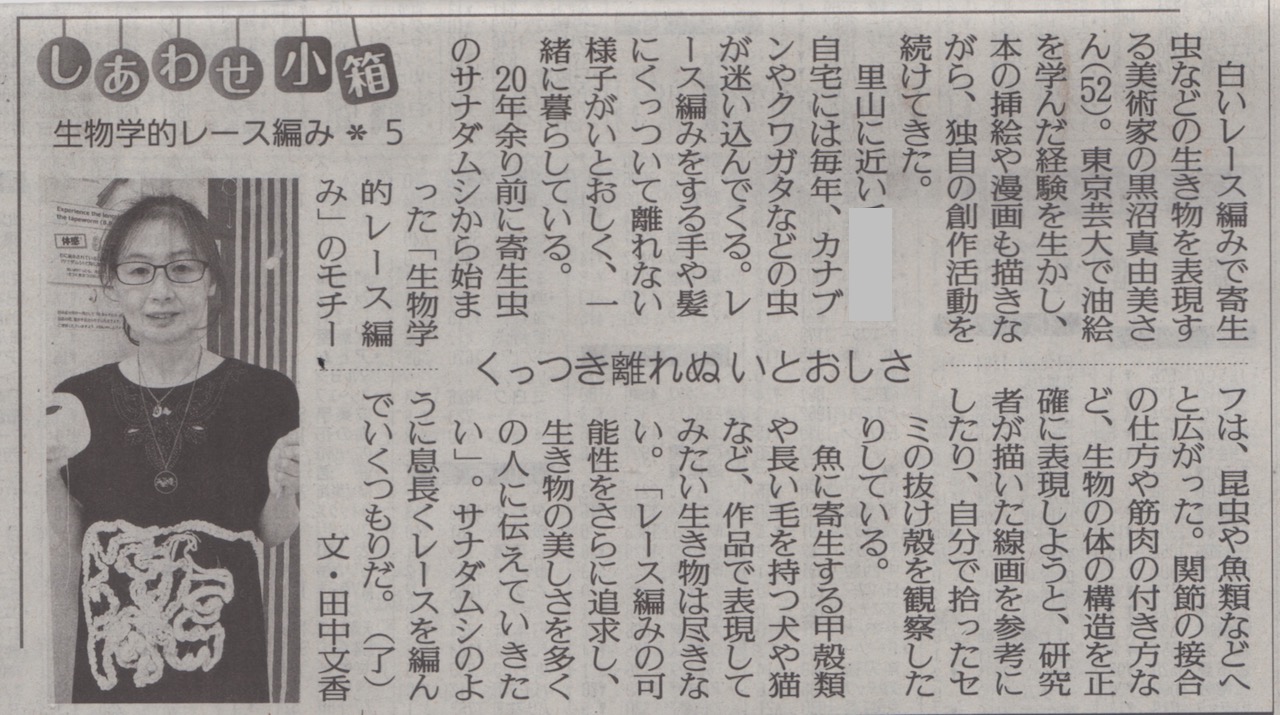 しあわせ小箱
生物学的レース編み＊5
白いレース編みで寄生
虫などの生き物を表現す
る美術家の黒沼真由美さ
ん(52)。東京芸大で油絵
を学んだ経験を生かし、
本の挿絵や漫画も描きな
がら、独自の創作活動を
続けてきた。
里山に近い
自宅には毎年、カナブ
ンやクワガタなどの虫
が迷い込んでくる。レ
ース編みをする手や髪
にくっついて離れない
様子がいとおしく、一
緒に暮らしている。
20年余り前に寄生虫
のサナダムシから始ま
った「生物学
的レース編
み」のモチー
くっつき離れぬいとおしさ
フは、昆虫や魚類などへ
と広がった。関節の接合
の仕方や筋肉の付き方な
ど、生物の体の構造を正
確に表現しようと、研究
者が描いた線画を参考に
したり、自分で拾ったセ
ミの抜け殻を観察した
りしている。
魚に寄生する甲殻類
や長い毛を持つ犬や猫
など、作品で表現して
みたい生き物は尽きな
い。「レース編みの可
能性をさらに追求し、
生き物の美しさを多く
の人に伝えていきた
い」。サナダムシのよ
うに息長くレースを編ん
でいくつもりだ。（了）
文・田中文香
Experience the
the tapeworm
体感